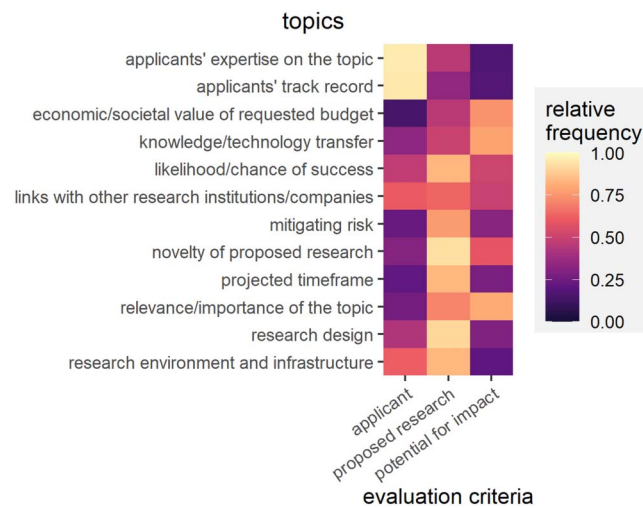 topics
applicants' expertise on the topic
applicants' track record
economic/societal value of requested budget
knowledge/technology transfer
likelihood/chance of success
links with other research institutions/companies
mitigating risk
novelty of proposed research
projected timeframe
relevance/importance of the topic
research design
research environment and infrastructure
relative
frequency
1.00
0.75
0.50
0.25
0.00
applicant
proposed research
potential for impact
evaluation criteria